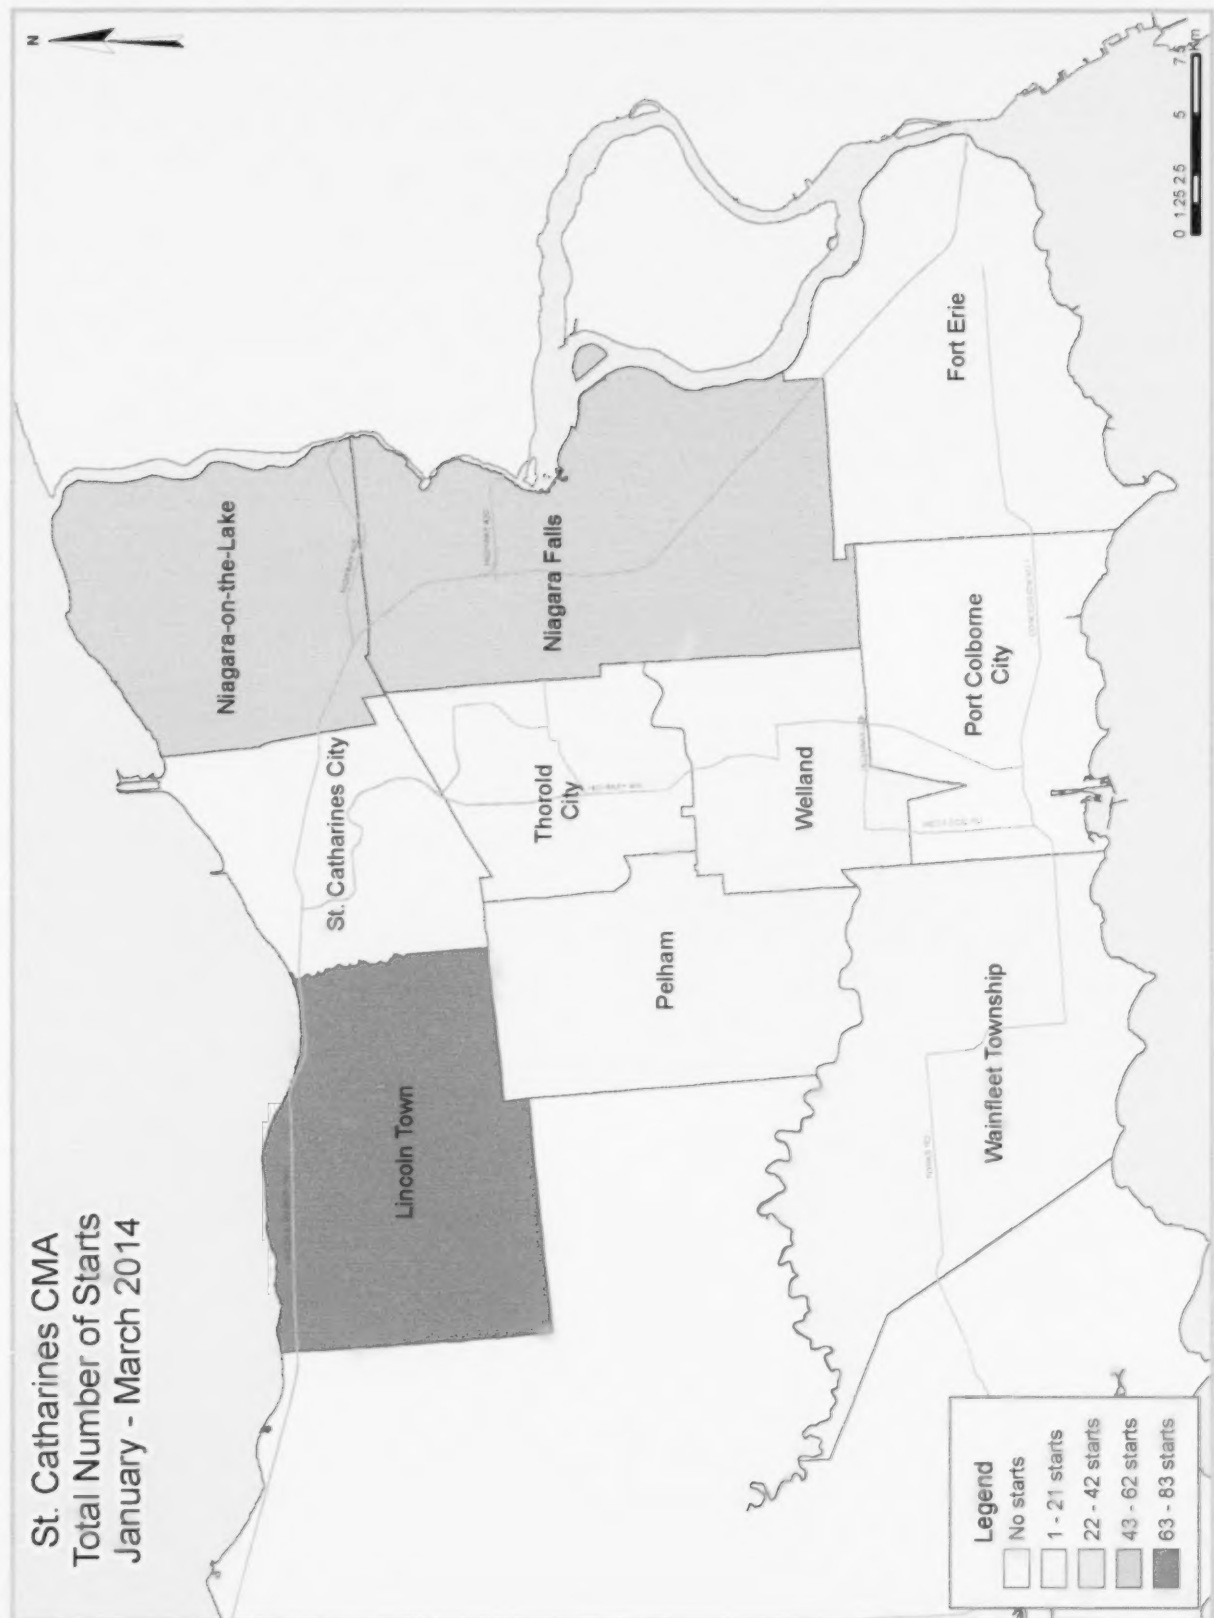 St. Catharines CMA
Total Number of Starts
January - March 2014
N
Niagara-on-the-Lake
St. Catharines City
Lincoln Town
Niagara Falls
Thorold
City
Pelham
Welland
Fort Erie
Port Colborne
City
Wainfleet Township
Legend
No starts
1 - 21 starts
22 - 42 starts
43 - 62 starts
63 - 83 starts
0 1.25 2.5 5 7.5
Km